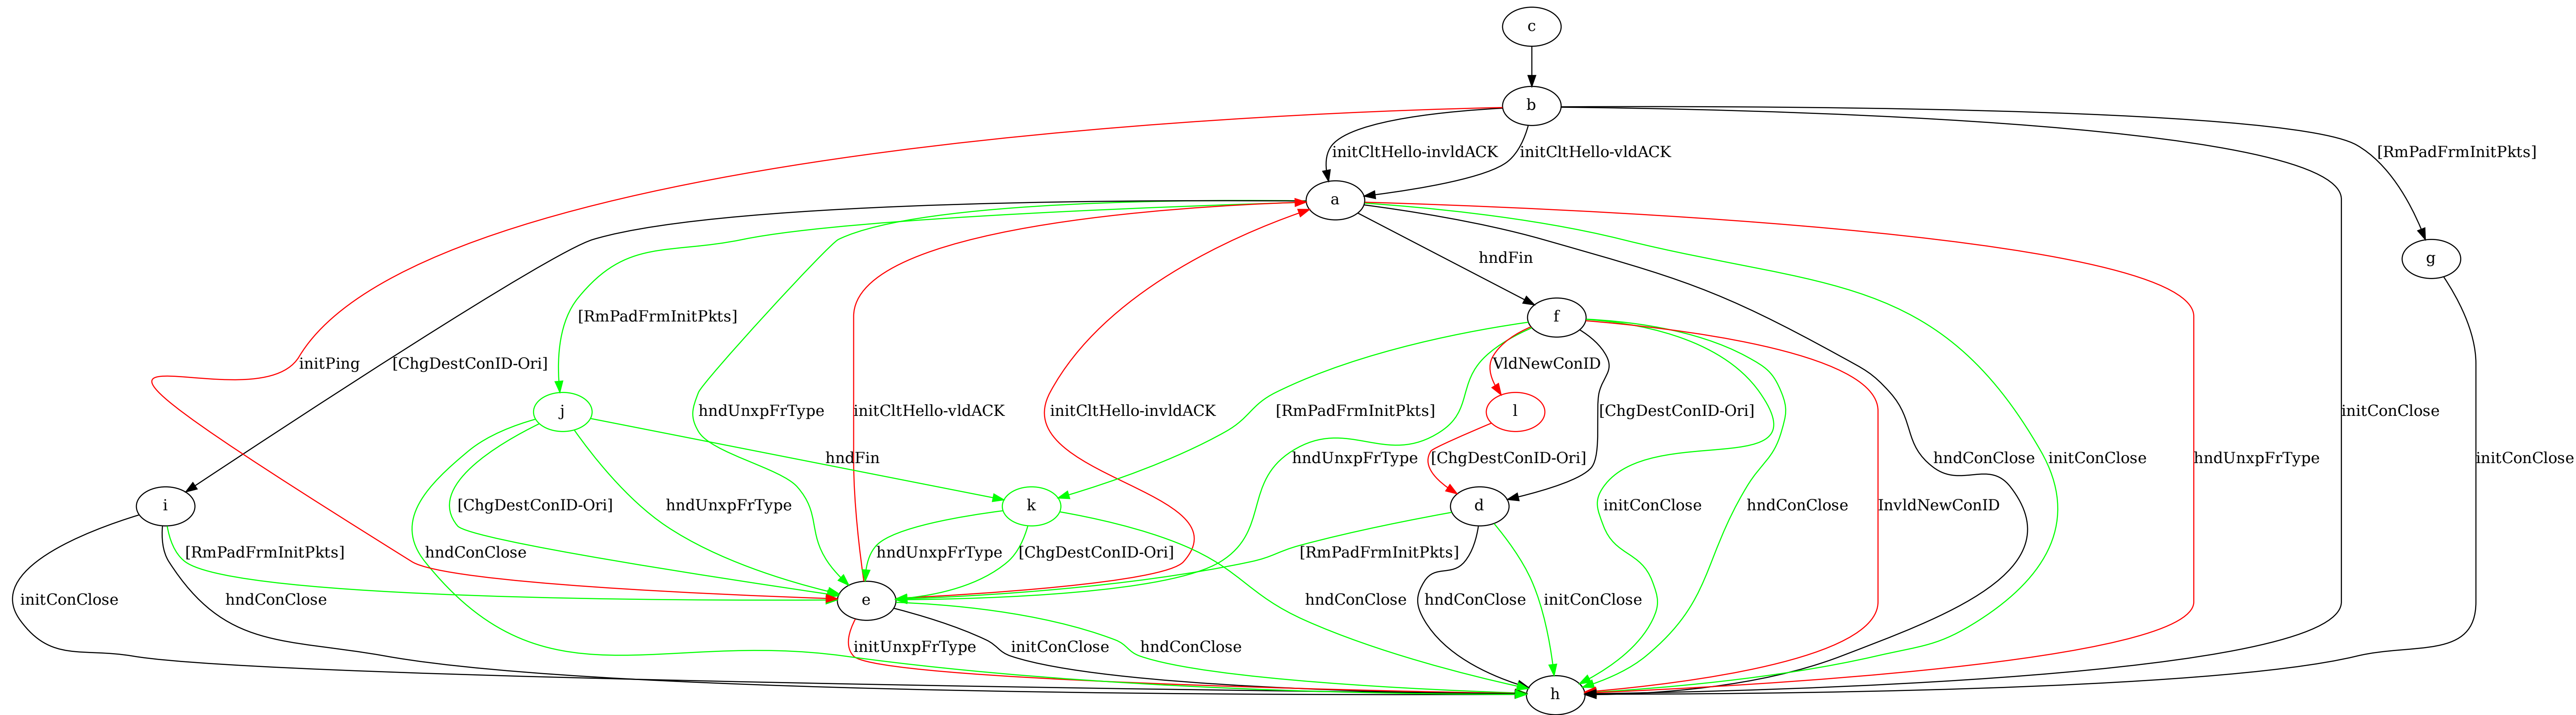 c
b
initCltHello-invldACK
initCltHello-vldACK
[RmPadFrmInitPkts]
a
hndFin
g
[RmPadFrmInitPkts]
f
initPing
[ChgDestConID-Ori]
VldNewConID
j
hndUnxpFrType
initCltHello-vldACK
initCltHello-invldACK
[RmPadFrmInitPkts]
l
[ChgDestConID-Ori]
initConClose
hndFin
hndUnxpFrType
[ChgDestConID-Ori]
hndConClose
initConClose
hndUnxpFrType
initConClose
i
[ChgDestConID-Ori]
hndUnxpFrType
k
d
initConClose
hndConClose
InvldNewConID
[RmPadFrmInitPkts]
hndConClose
hndUnxpFrType
[ChgDestConID-Ori]
[RmPadFrmInitPkts]
initConClose
hndConClose
e
hndConClose
hndConClose
initConClose
initUnxpFrType
initConClose
hndConClose
h